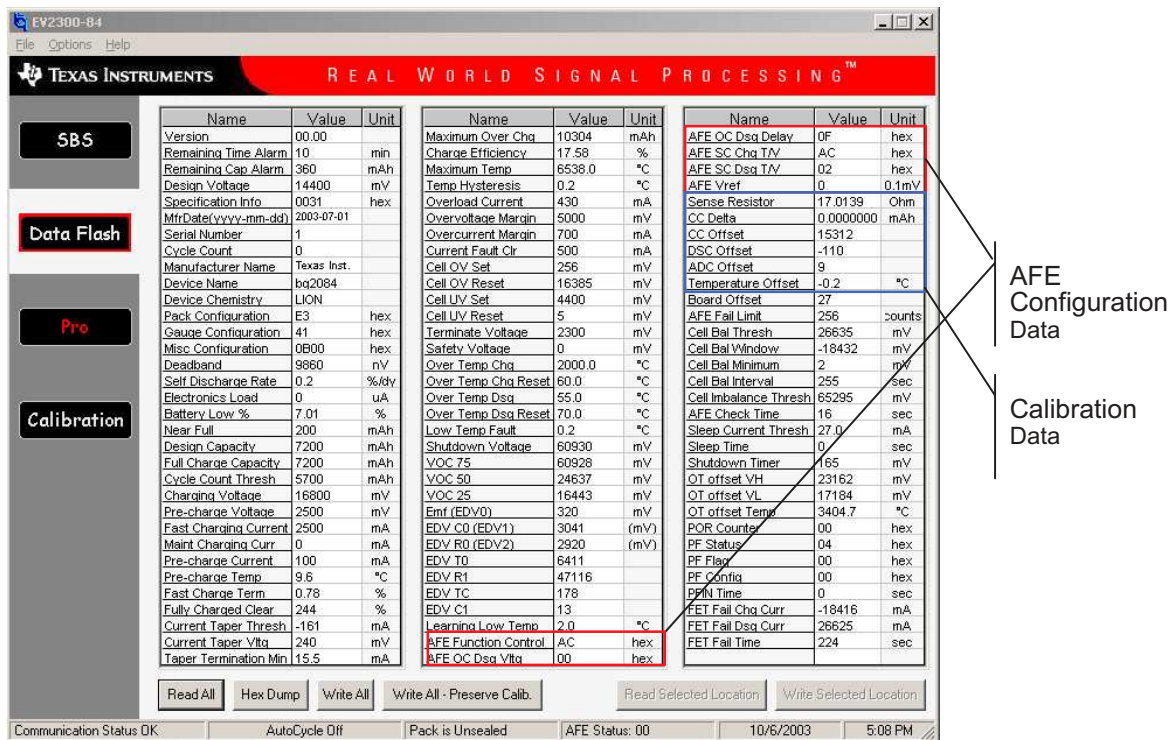 EV2300-84
File Options Help
TEXAS INSTRUMENTS REAL WORLD SIGNAL PROCESSING™
SBS
Data Flash
Pro
Calibration
Name Value Unit
Version 00.00
Remaining Time Alarm 10 min
Remaining Cap Alarm 360 mAh
Design Voltage 14400 mV
Specification Info 0031 hex
MfrDate(yyyy-mm-dd) 2003-07-01
Serial Number 1
Cycle Count 0
Manufacturer Name Texas Inst.
Device Name bq2084
Device Chemistry LION
Pack Configuration E3 hex
Gauge Configuration 41 hex
Misc Configuration 0B00 hex
Deadband 9860 nV
Self Discharge Rate 0.2 %/dy
Electronics Load 0 uA
Battery Low % 7.01 %
Near Full 200 mAh
Design Capacity 7200 mAh
Full Charge Capacity 7200 mAh
Cycle Count Thresh 5700 mAh
Charging Voltage 16800 mV
Pre-charge Voltage 2500 mV
Fast Charging Current 2500 mA
Maint Charging Curr 0 mA
Pre-charge Current 100 mA
Pre-charge Temp 9.6 °C
Fast Charge Term 0.78 %
Fully Charged Clear 244 %
Current Taper Thresh -161 mA
Current Taper Vltg 240 mV
Taper Termination Min 15.5 mA
Name Value Unit
Maximum Over Chg 10304 mAh
Charge Efficiency 17.58 %
Maximum Temp 6538.0 °C
Temp Hysteresis 0.2 °C
Overload Current 430 mA
Overvoltage Margin 5000 mV
Overcurrent Margin 700 mA
Current Fault Clr 500 mA
Cell OV Set 256 mV
Cell OV Reset 16385 mV
Cell UV Set 4400 mV
Cell UV Reset 5 mV
Terminate Voltage 2300 mV
Safety Voltage 0 mV
Over Temp Chg 2000.0 °C
Over Temp Chg Reset 60.0 °C
Over Temp Dsg 55.0 °C
Over Temp Dsg Reset 70.0 °C
Low Temp Fault 0.2 °C
Shutdown Voltage 60930 mV
VOC 75 60928 mV
VOC 50 24637 mV
VOC 25 16443 mV
Emf (EDV0) 320 mV
EDV C0 (EDV1) 3041 (mV)
EDV R0 (EDV2) 2920 (mV)
EDV T0 6411
EDV R1 47116
EDV TC 178
EDV C1 13
Learning Low Temp 2.0 °C
AFE Function Control AC hex
AFE OC Dsg Vltg 00 hex
Name Value Unit
AFE OC Dsg Delay 0F hex
AFE SC Chg T/V AC hex
AFE SC Dsg T/V 02 hex
AFE Vref 0 0.1mV
Sense Resistor 17.0139 Ohm
CC Delta 0.0000000 mAh
CC Offset 15312
DSC Offset -110
ADC Offset 9
Temperature Offset -0.2 °C
Board Offset 27
AFE Fail Limit 256 counts
Cell Bal Thresh 26635 mV
Cell Bal Window -18432 mV
Cell Bal Minimum 2 mV
Cell Bal Interval 255 sec
Cell Imbalance Thresh 65295 mV
AFE Check Time 16 sec
Sleep Current Thresh 27.0 mA
Sleep Time 0 sec
Shutdown Timer 165 mV
OT offset VH 23162 mV
OT offset VL 17184 mV
OT offset Temp 3404.7 °C
POR Counter 00 hex
PF Status 04 hex
PF Flag 00 hex
PF Config 00 hex
PFIN Time 0 sec
FET Fail Chg Curr -18416 mA
FET Fail Dsg Curr 26625 mA
FET Fail Time 224 sec
AFE
Configuration
Data
Calibration
Data
Read All Hex Dump Write All Write All - Preserve Calib. Read Selected Location Write Selected Location
Communication Status OK AutoCycle Off Pack is Unsealed AFE Status: 00 10/6/2003 5:08 PM